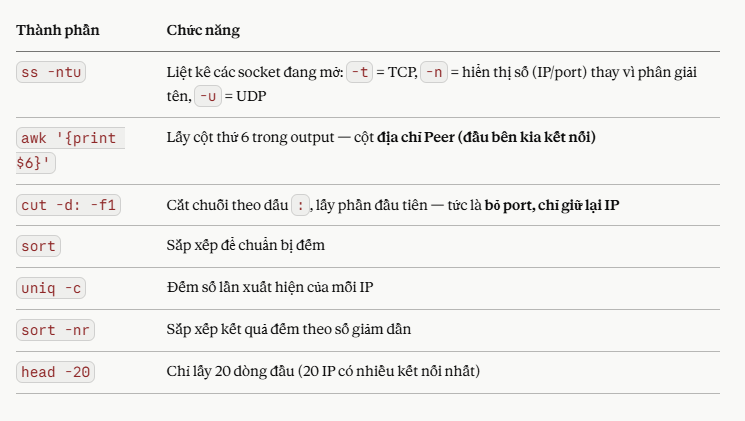 Thành phần Chức năng
ss -ntu Liệt kê các socket đang mở: -t = TCP, -n = hiển thị số (IP/port) thay vì phân giải
tên, -u = UDP
awk '{print
$6}' Lấy cột thứ 6 trong output — cột địa chỉ Peer (đầu bên kia kết nối)
cut -d: -f1 Cắt chuỗi theo dấu :, lấy phần đầu tiên — tức là bỏ port, chỉ giữ lại IP
sort Sắp xếp để chuẩn bị đếm
uniq -c Đếm số lần xuất hiện của mỗi IP
sort -nr Sắp xếp kết quả đếm theo số giảm dần
head -20 Chỉ lấy 20 dòng đầu (20 IP có nhiều kết nối nhất)